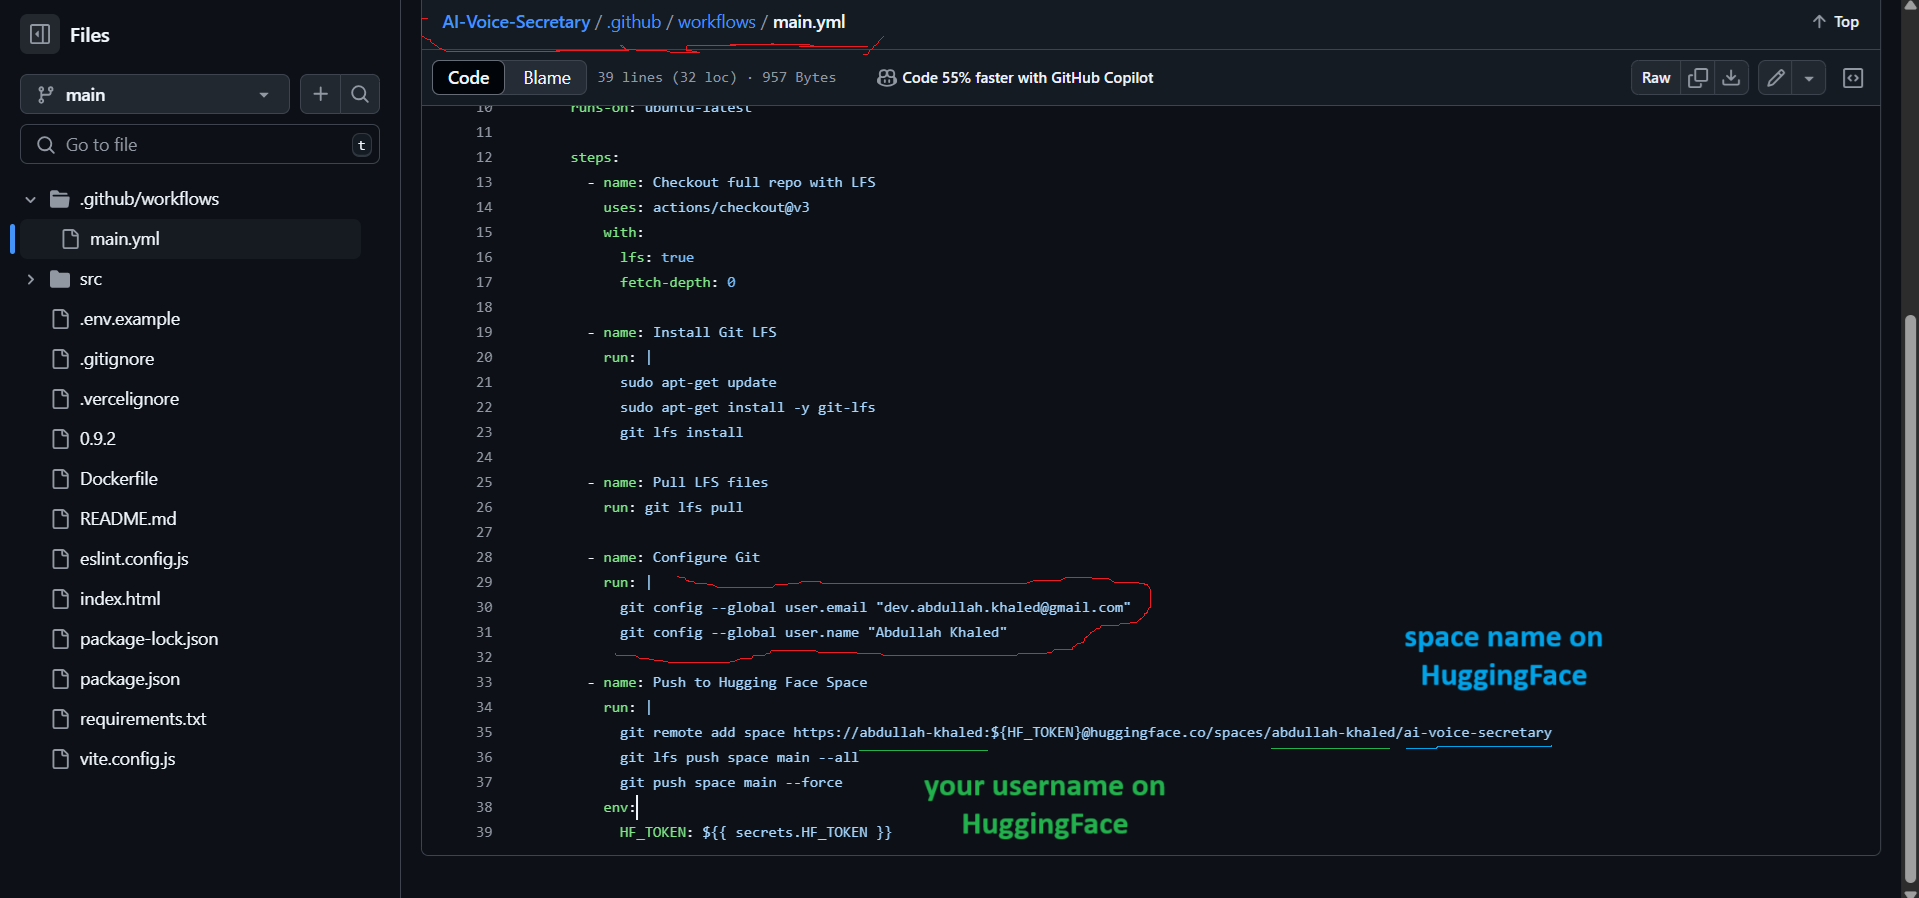 Files
main
Go to file
t
.github/workflows
main.yml
src
.env.example
.gitignore
.vercelignore
0.9.2
Dockerfile
README.md
eslint.config.js
index.html
package-lock.json
package.json
requirements.txt
vite.config.js
AI-Voice-Secretary / .github / workflows / main.yml
Top
Code Blame 39 lines (32 loc) · 957 Bytes Code 55% faster with GitHub Copilot Raw
10 runs-on: ubuntu-latest
11
12 steps:
13 - name: Checkout full repo with LFS
14 uses: actions/checkout@v3
15 with:
16 lfs: true
17 fetch-depth: 0
18
19 - name: Install Git LFS
20 run: |
21 sudo apt-get update
22 sudo apt-get install -y git-lfs
23 git lfs install
24
25 - name: Pull LFS files
26 run: git lfs pull
27
28 - name: Configure Git
29 run: |
30 git config --global user.email "dev.abdullah.khaled@gmail.com"
31 git config --global user.name "Abdullah Khaled"
32
33 - name: Push to Hugging Face Space
34 run: |
35 git remote add space https://abdullah-khaled:${HF_TOKEN}@huggingface.co/spaces/abdullah-khaled/ai-voice-secretary
36 git lfs push space main --all
37 git push space main --force
38 env:
39 HF_TOKEN: ${{ secrets.HF_TOKEN }}
space name on
HuggingFace
your username on
HuggingFace